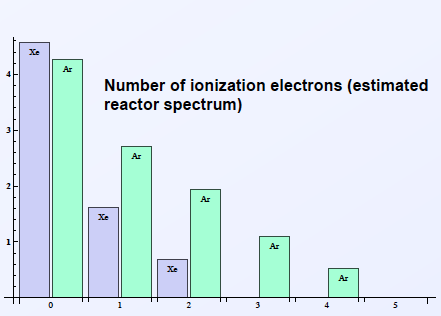 Number of ionization electrons (estimated
reactor spectrum)
4
3
2
1
Xe
Ar
Xe
Ar
Xe
Ar
Ar
Ar
0
1
2
3
4
5